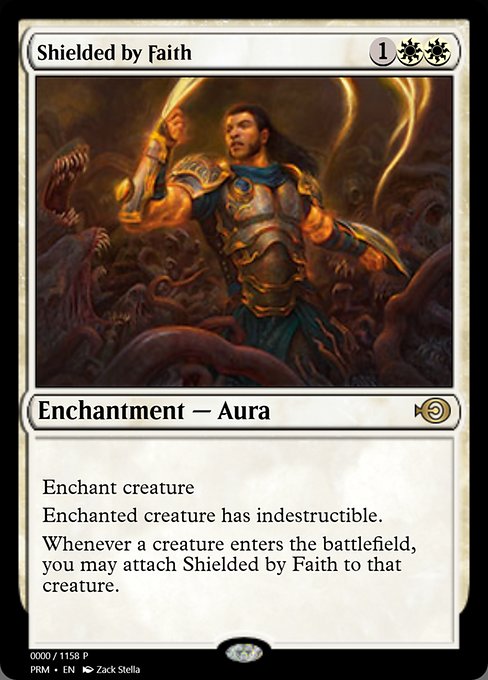 Shielded by Faith
1
Enchantment — Aura
Enchant creature
Enchanted creature has indestructible.
Whenever a creature enters the battlefield,
you may attach Shielded by Faith to that
creature.
0000 / 1158 P
PRM • EN Zack Stella